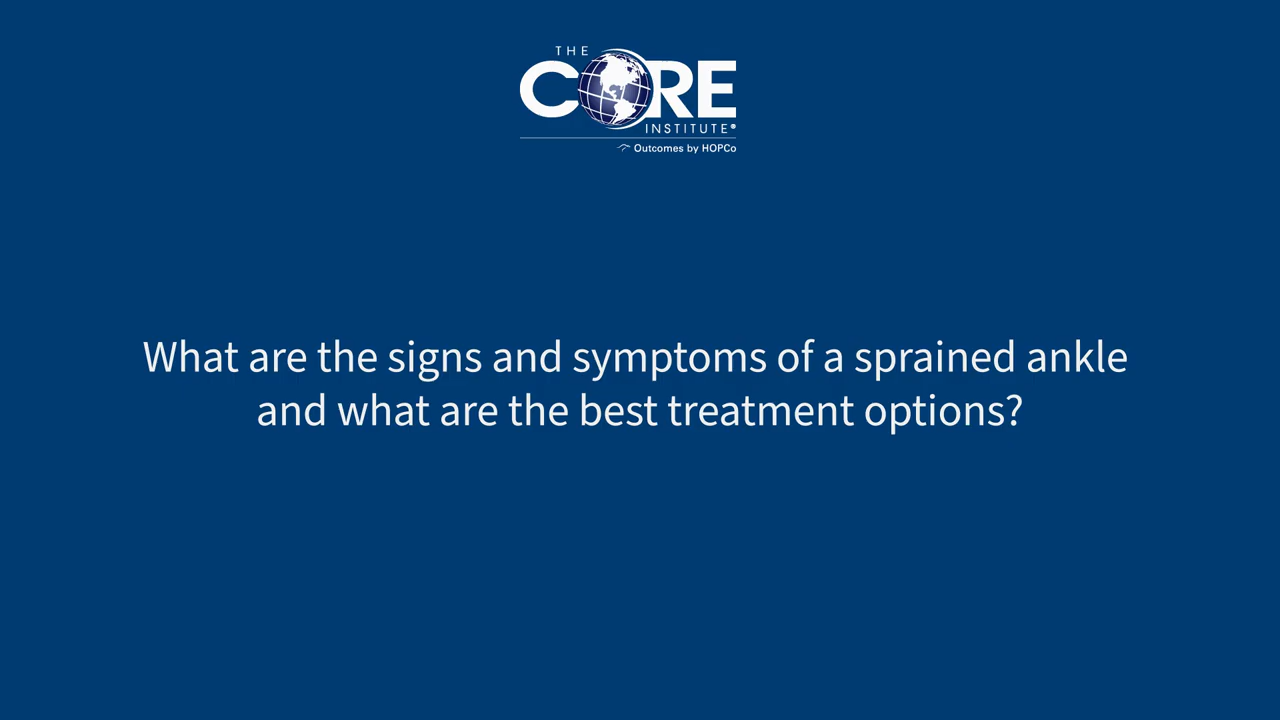 THE
CORE
INSTITUTE®
Outcomes by HOPCo
What are the signs and symptoms of a sprained ankle
and what are the best treatment options?